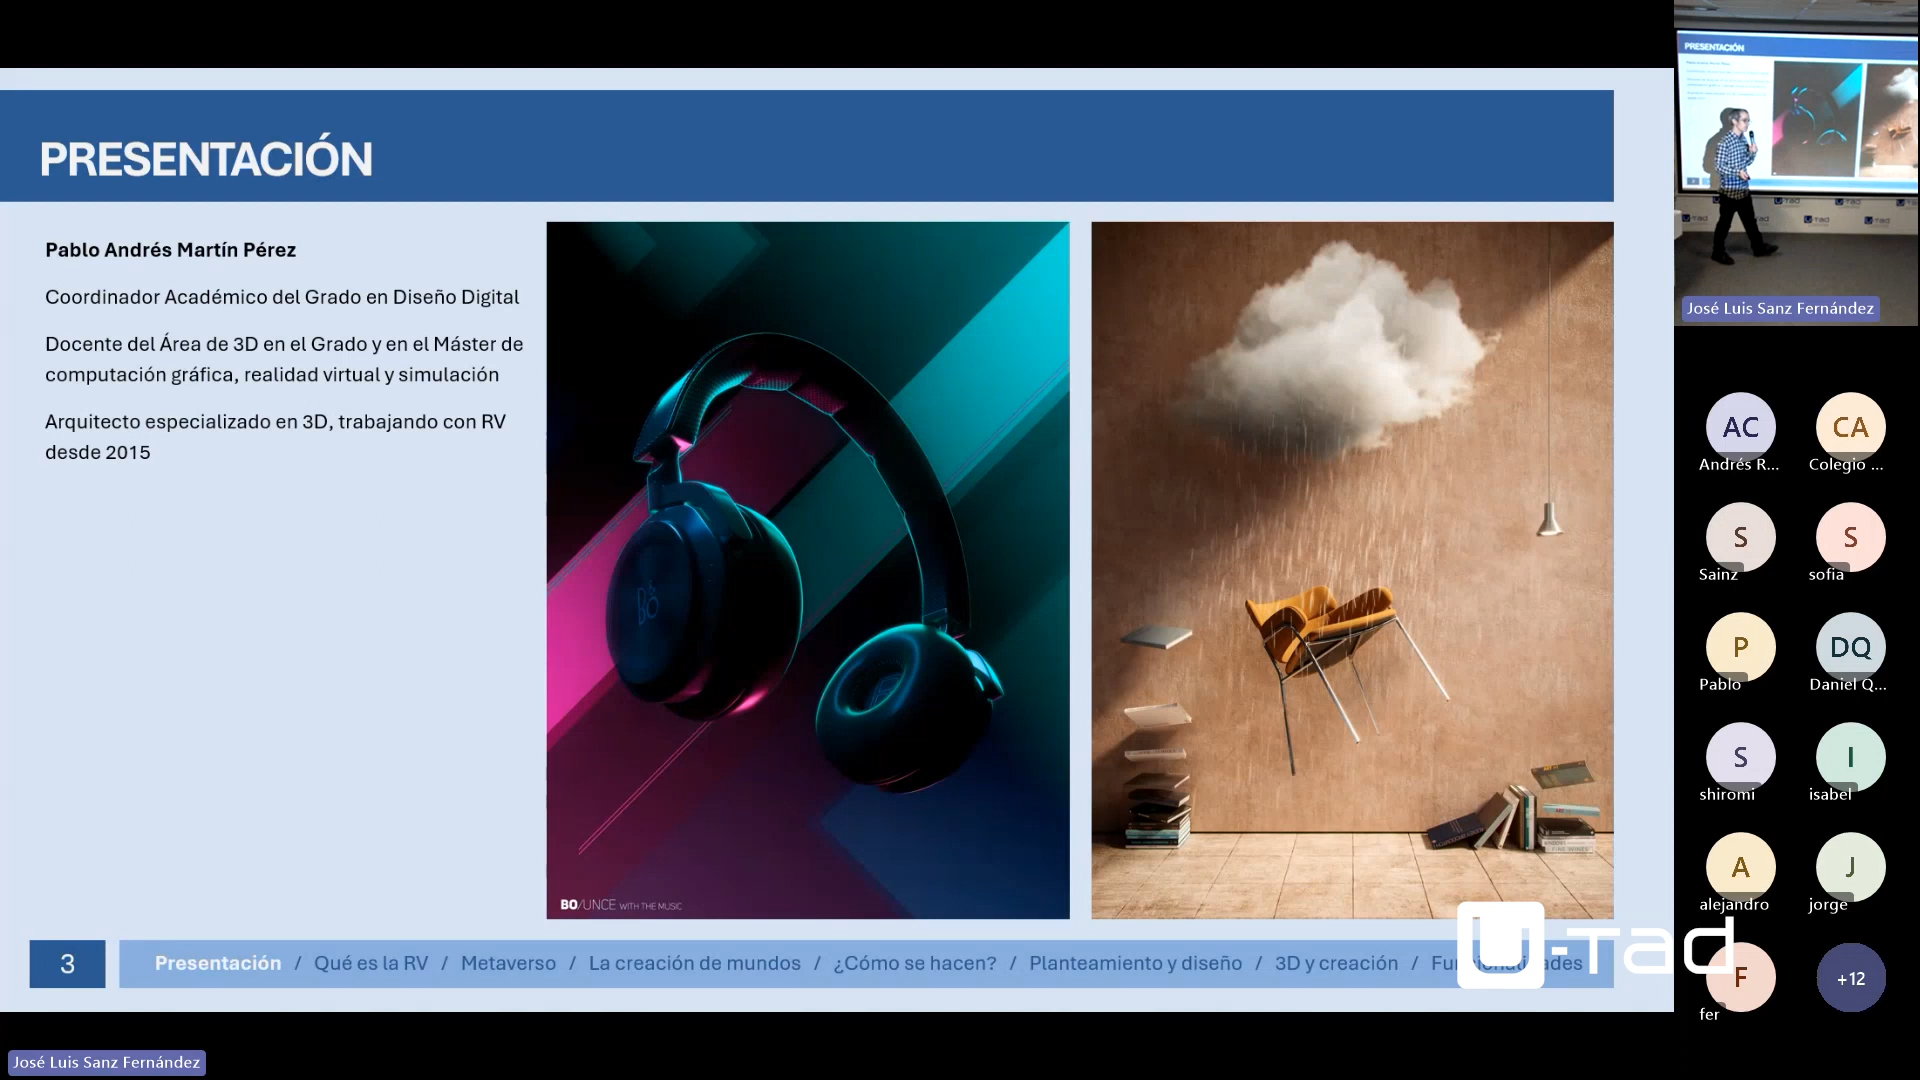 PRESENTACIÓN
Pablo Andrés Martín Pérez
Coordinador Académico del Grado en Diseño Digital
Docente del Área de 3D en el Grado y en el Máster de
computación gráfica, realidad virtual y simulación
Arquitecto especializado en 3D, trabajando con RV
desde 2015
BO/UNCE WITH THE MUSIC
3
Presentación / Qué es la RV / Metaverso / La creación de mundos / ¿Cómo se hacen? / Planteamiento y diseño / 3D y creación /
U-Tad
José Luis Sanz Fernández
PRESENTACIÓN
José Luis Sanz Fernández
AC CA
Andrés R... Colegio ...
S S
Sainz sofia
P DQ
Pablo Daniel Q...
S I
shiromi isabel
A J
alejandro jorge
F +12
fer